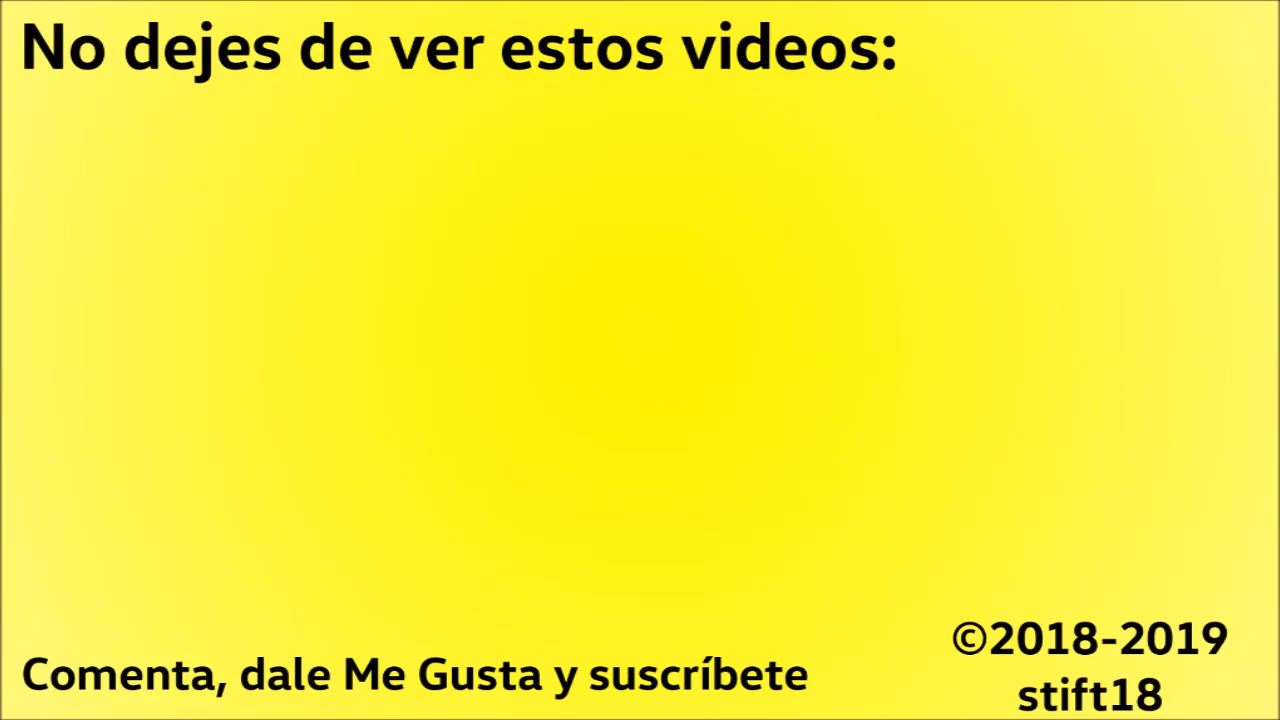 No dejes de ver estos videos:
Comenta, dale Me Gusta y suscríbete
©2018-2019
stift18